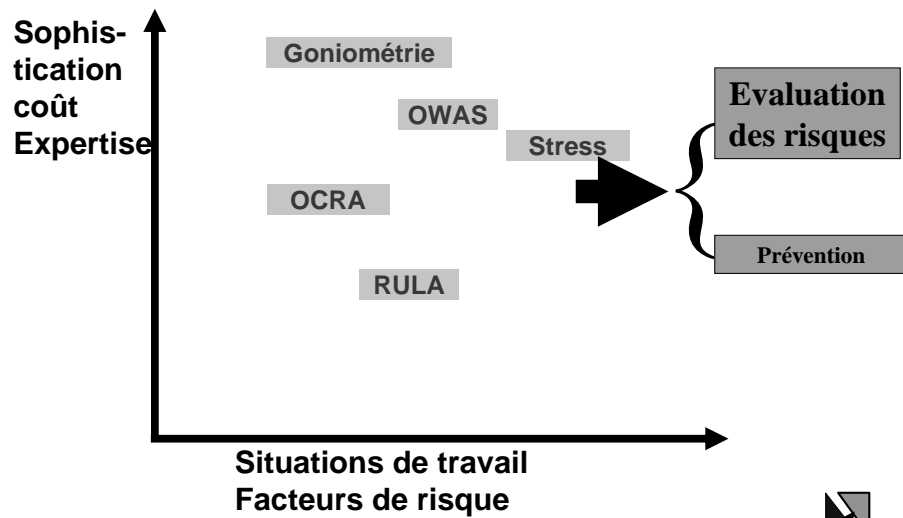 Sophis-
tication
coût
Expertise
Goniométrie
OWAS
Stress
OCRA
RULA
Evaluation
des risques
Prévention
Situations de travail
Facteurs de risque